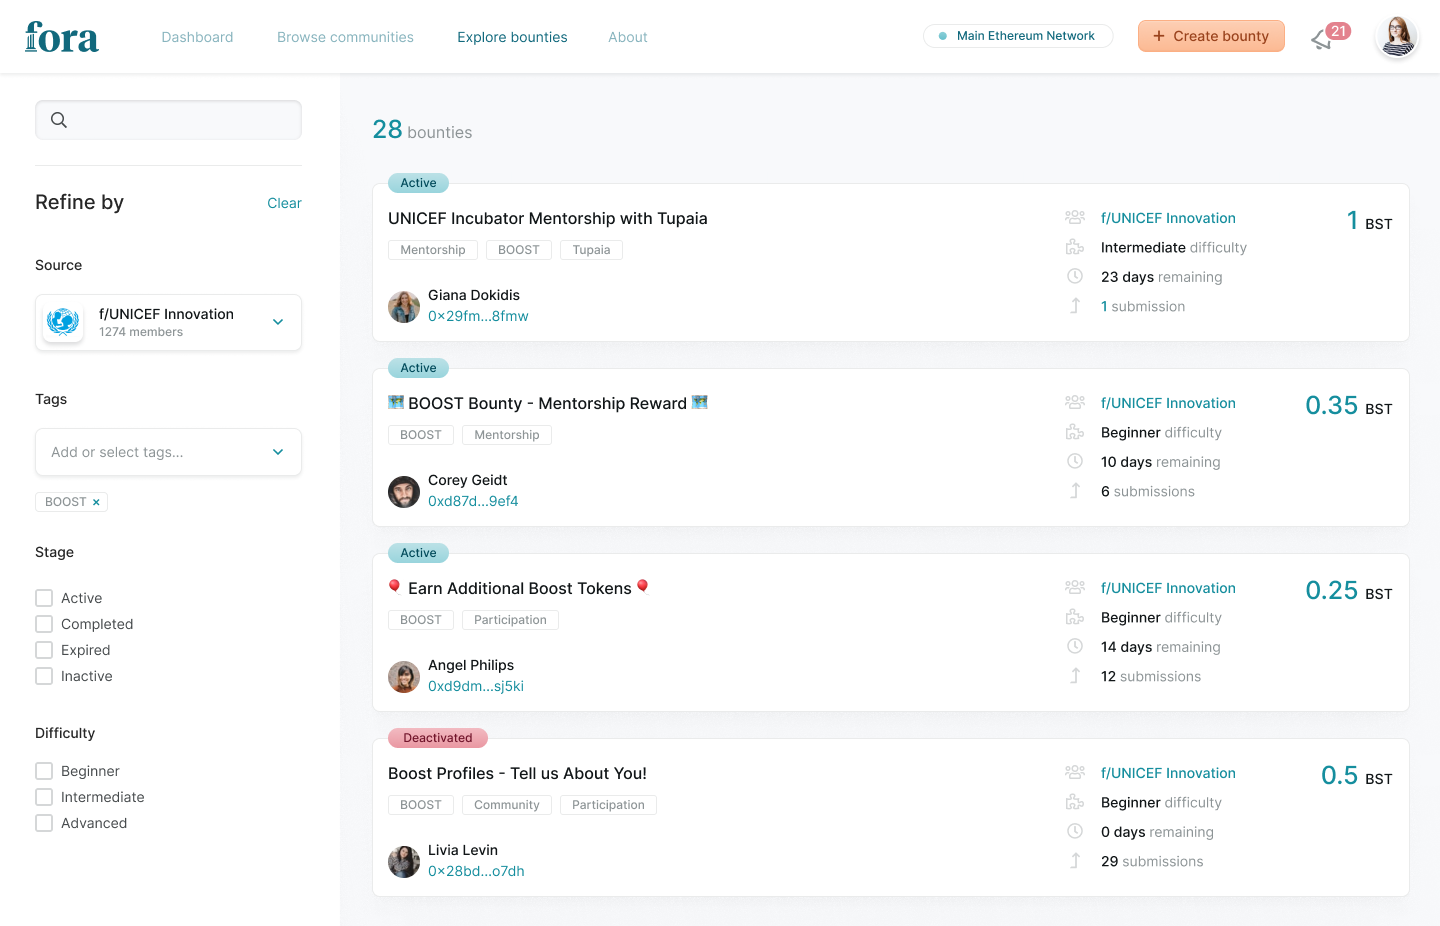 fora
Dashboard
Browse communities
Explore bounties
About
Main Ethereum Network
+ Create bounty
21
Refine by
Clear
Source
f/UNICEF Innovation
1274 members
Tags
Add or select tags...
BOOST ×
Stage
Active
Completed
Expired
Inactive
Difficulty
Beginner
Intermediate
Advanced
28 bounties
Active
UNICEF Incubator Mentorship with Tupaia
Mentorship
BOOST
Tupaia
Giana Dokidis
0×29fm...8fmw
f/UNICEF Innovation
Intermediate difficulty
23 days remaining
1 submission
1 BST
Active
🗺️ BOOST Bounty - Mentorship Reward 🗺️
BOOST
Mentorship
Corey Geidt
0xd87d...9ef4
f/UNICEF Innovation
Beginner difficulty
10 days remaining
6 submissions
0.35 BST
Active
🎈 Earn Additional Boost Tokens 🎈
BOOST
Participation
Angel Philips
0xd9dm...sj5ki
f/UNICEF Innovation
Beginner difficulty
14 days remaining
12 submissions
0.25 BST
Deactivated
Boost Profiles - Tell us About You!
BOOST
Community
Participation
Livia Levin
0×28bd...o7dh
f/UNICEF Innovation
Beginner difficulty
0 days remaining
29 submissions
0.5 BST